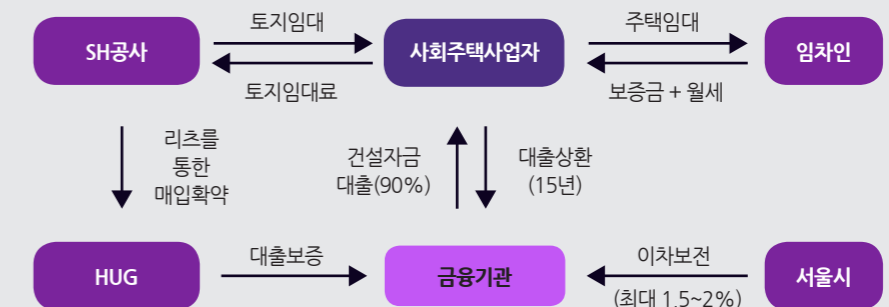 토지임대
주택임대
SH공사
사회주택사업자
임차인
토지임대료
보증금 + 월세
리츠를
통한
매입확약
건설자금
대출(90%)
대출상환
(15년)
대출보증
이차보전
HUG
금융기관
서울시
(최대 1.5~2%)